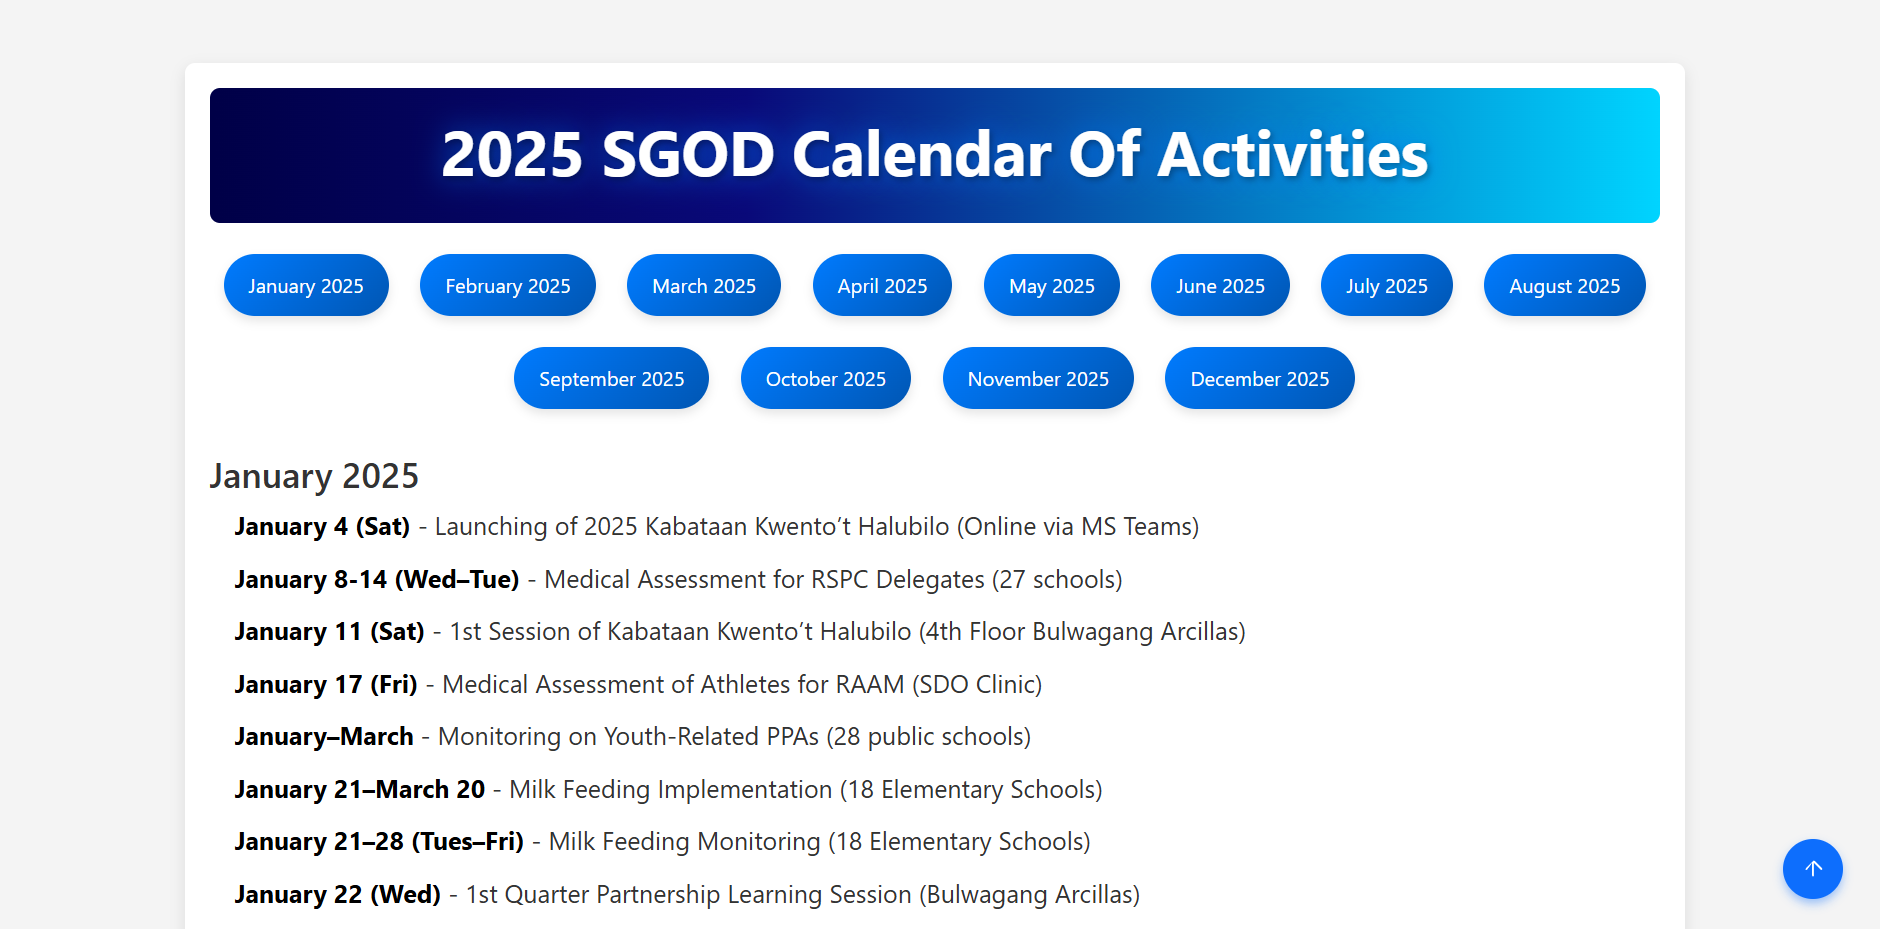 2025 SGOD Calendar Of Activities
January 2025 February 2025 March 2025 April 2025 May 2025 June 2025 July 2025 August 2025
September 2025 October 2025 November 2025 December 2025
January 2025
January 4 (Sat) - Launching of 2025 Kabataan Kwento’t Halubilo (Online via MS Teams)
January 8-14 (Wed–Tue) - Medical Assessment for RSPC Delegates (27 schools)
January 11 (Sat) - 1st Session of Kabataan Kwento’t Halubilo (4th Floor Bulwagang Arcillas)
January 17 (Fri) - Medical Assessment of Athletes for RAAM (SDO Clinic)
January–March - Monitoring on Youth-Related PPAs (28 public schools)
January 21–March 20 - Milk Feeding Implementation (18 Elementary Schools)
January 21–28 (Tues–Fri) - Milk Feeding Monitoring (18 Elementary Schools)
January 22 (Wed) - 1st Quarter Partnership Learning Session (Bulwagang Arcillas)